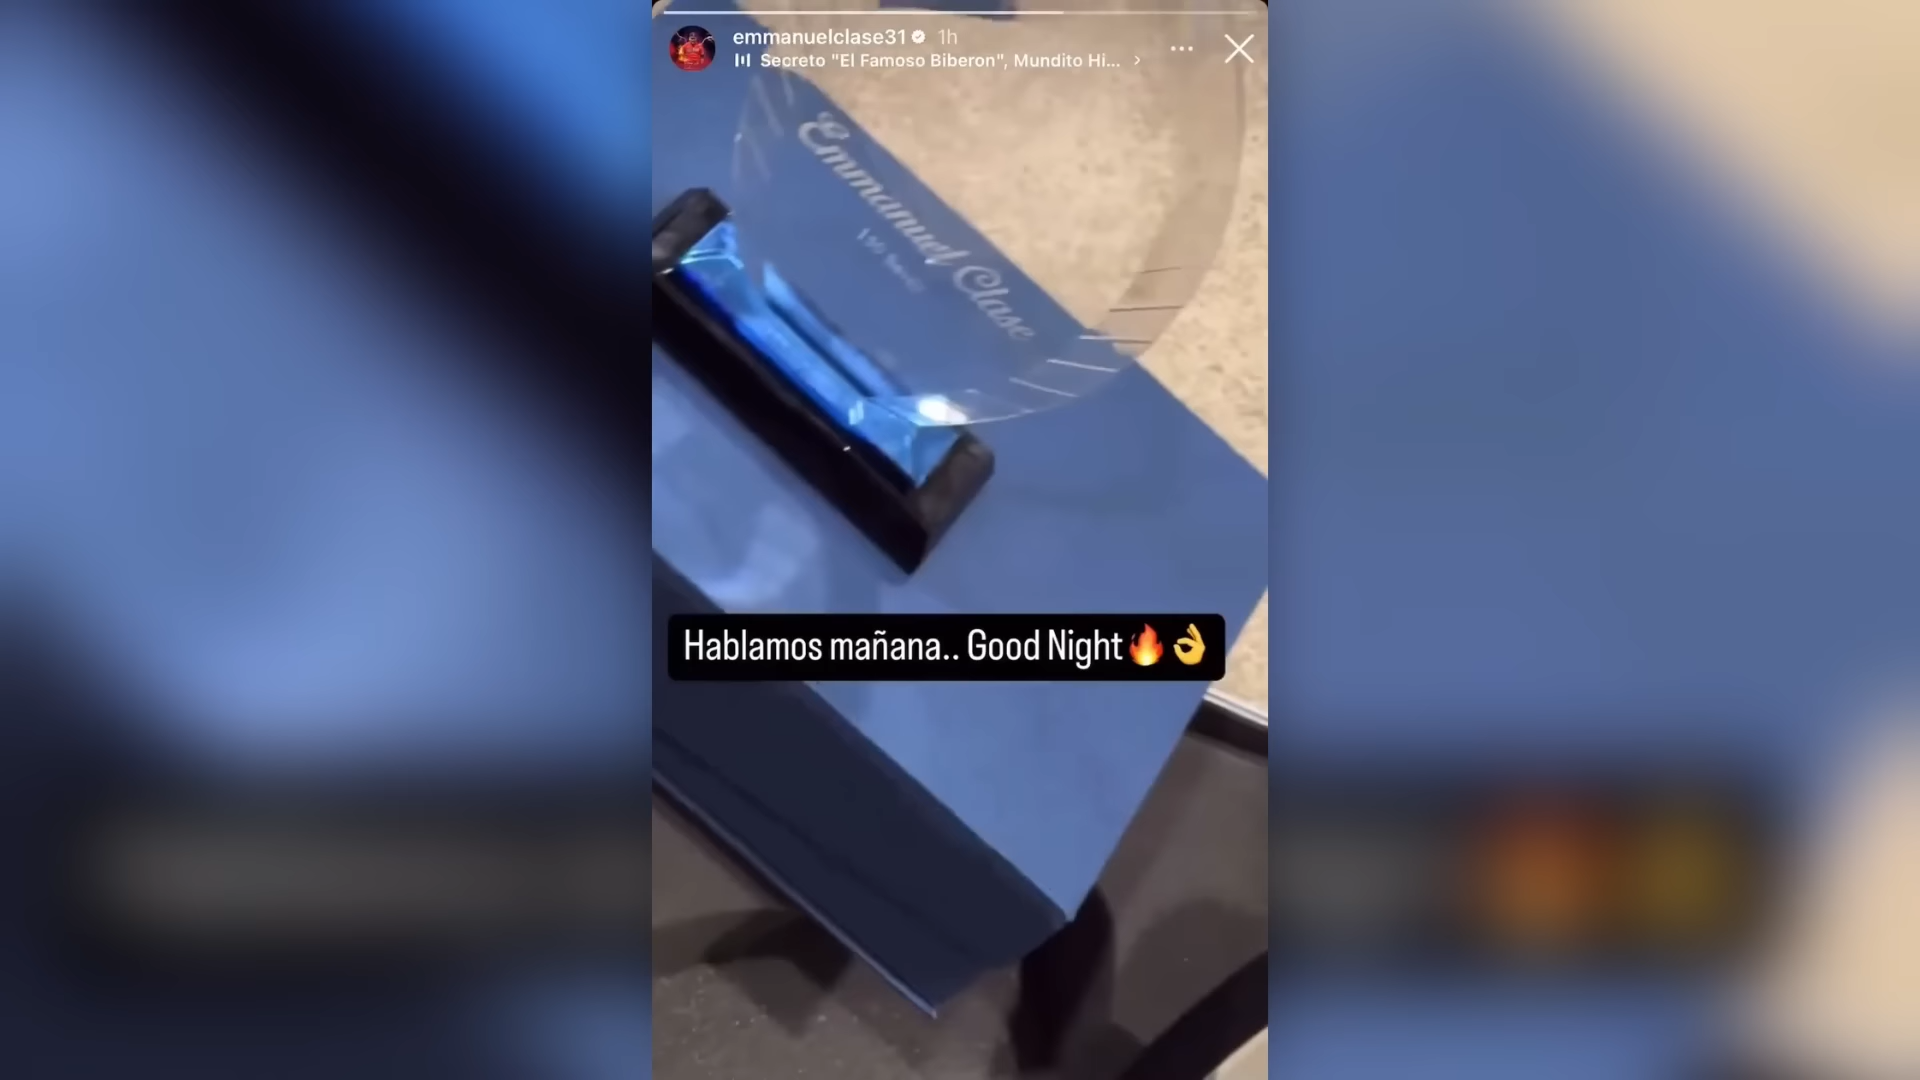 emmanuelclase31 1h
Secreto "El Famoso Biberon", Mundito Hi...
Emmanuel Clase
Hablamos mañana.. Good Night🔥👌